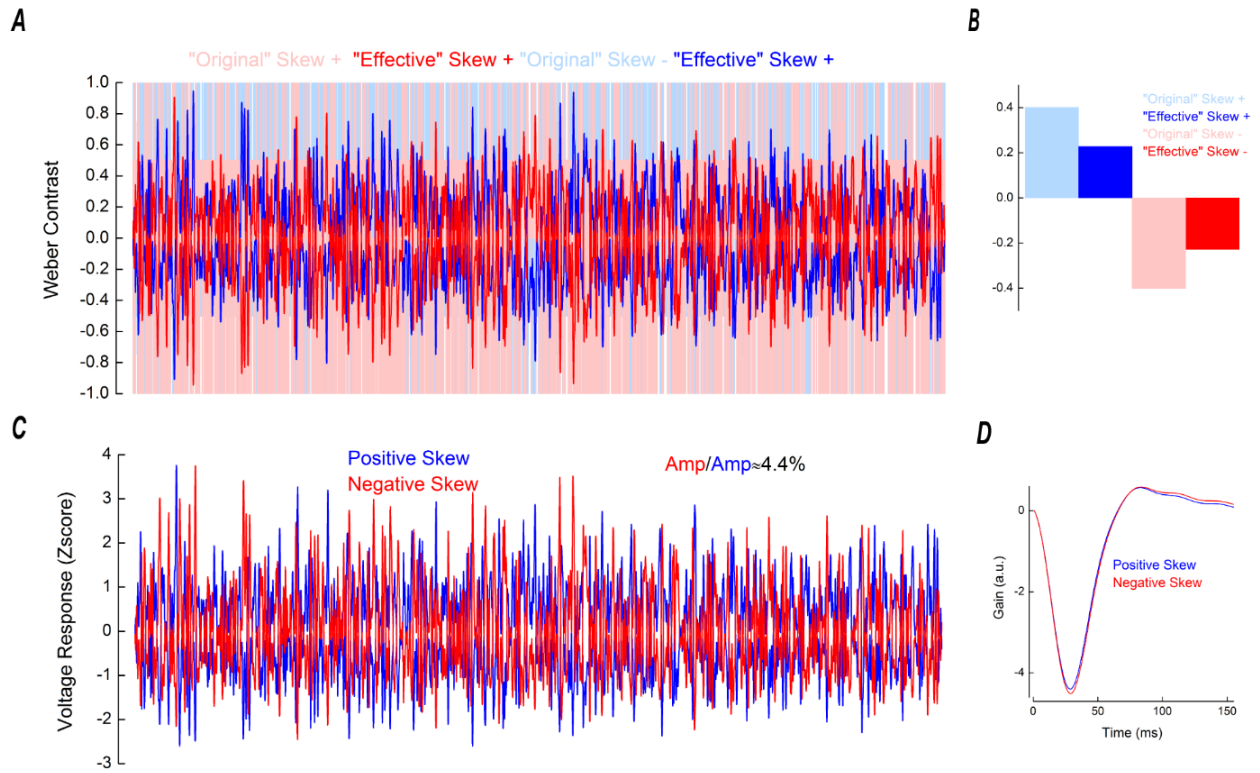 A
"Original" Skew + "Effective" Skew + "Original" Skew - "Effective" Skew +
1.0
0.8
0.6
0.4
0.2
0.0
-0.2
-0.4
-0.6
-0.8
-1.0
Weber Contrast
B
0.4
0.2
0.0
-0.2
-0.4
"Original" Skew +
"Effective" Skew +
"Original" Skew -
"Effective" Skew -
C
Positive Skew
Negative Skew
Amp/Amp≈4.4%
4
3
2
1
0
-1
-2
-3
Voltage Response (Zscore)
D
0
-2
-4
Gain (a.u.)
Positive Skew
Negative Skew
0 50 100 150
Time (ms)